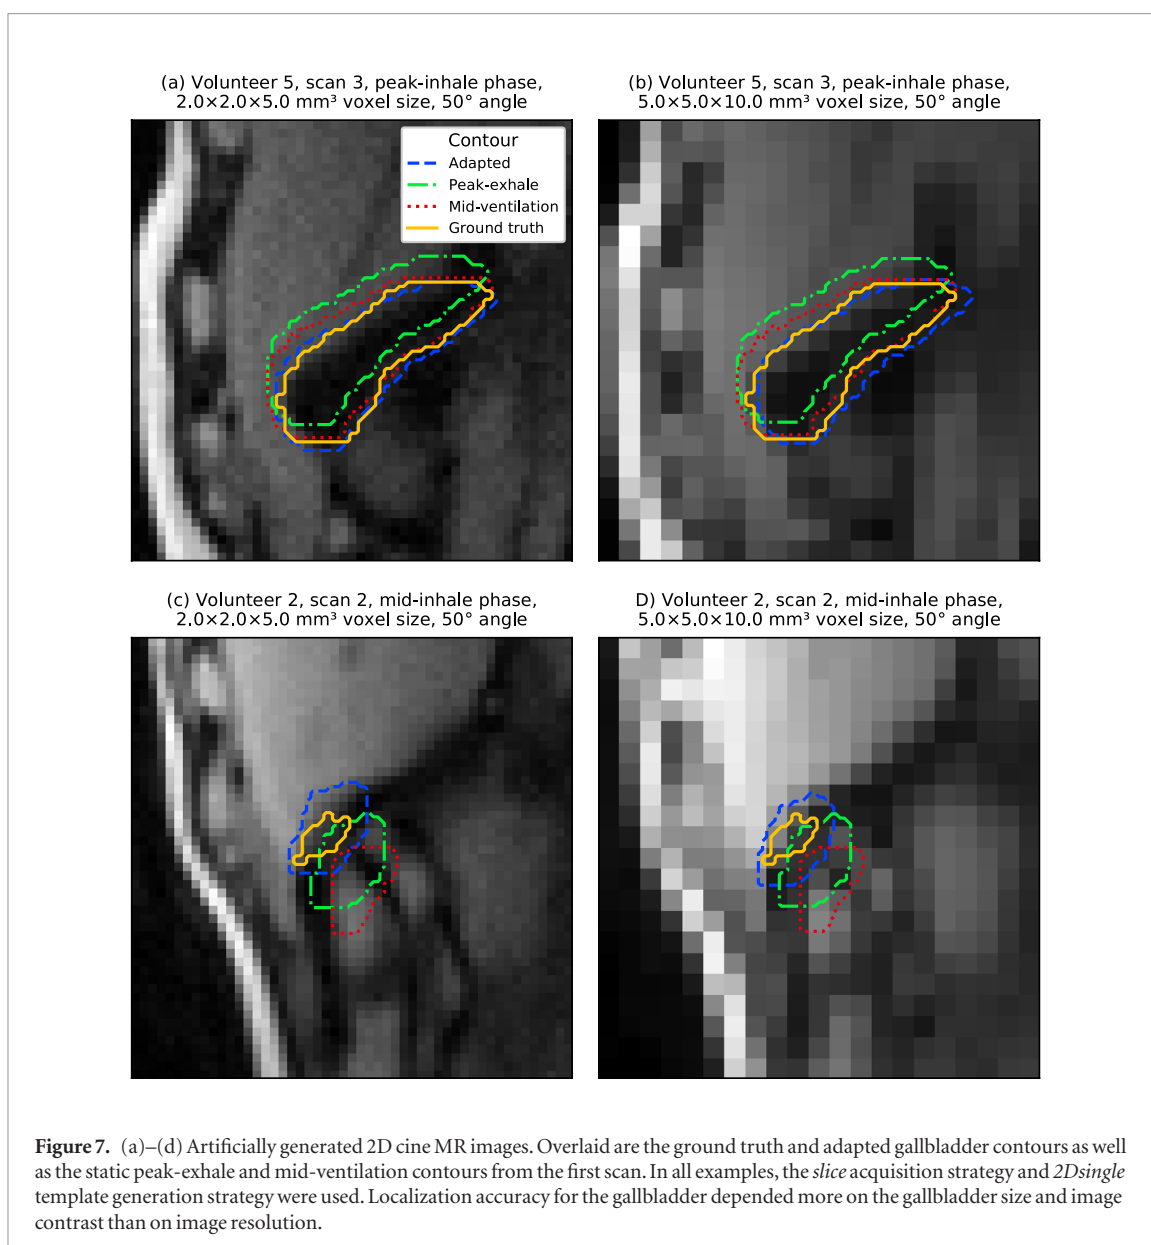 (a) Volunteer 5, scan 3, peak-inhale phase,
2.0×2.0×5.0 mm³ voxel size, 50° angle
(b) Volunteer 5, scan 3, peak-inhale phase,
5.0×5.0×10.0 mm³ voxel size, 50° angle
Contour
Adapted
Peak-exhale
Mid-ventilation
Ground truth
(c) Volunteer 2, scan 2, mid-inhale phase,
2.0×2.0×5.0 mm³ voxel size, 50° angle
D) Volunteer 2, scan 2, mid-inhale phase,
5.0×5.0×10.0 mm³ voxel size, 50° angle
Figure 7. (a)–(d) Artificially generated 2D cine MR images. Overlaid are the ground truth and adapted gallbladder contours as well
as the static peak-exhale and mid-ventilation contours from the first scan. In all examples, the slice acquisition strategy and 2Dsingle
template generation strategy were used. Localization accuracy for the gallbladder depended more on the gallbladder size and image
contrast than on image resolution.